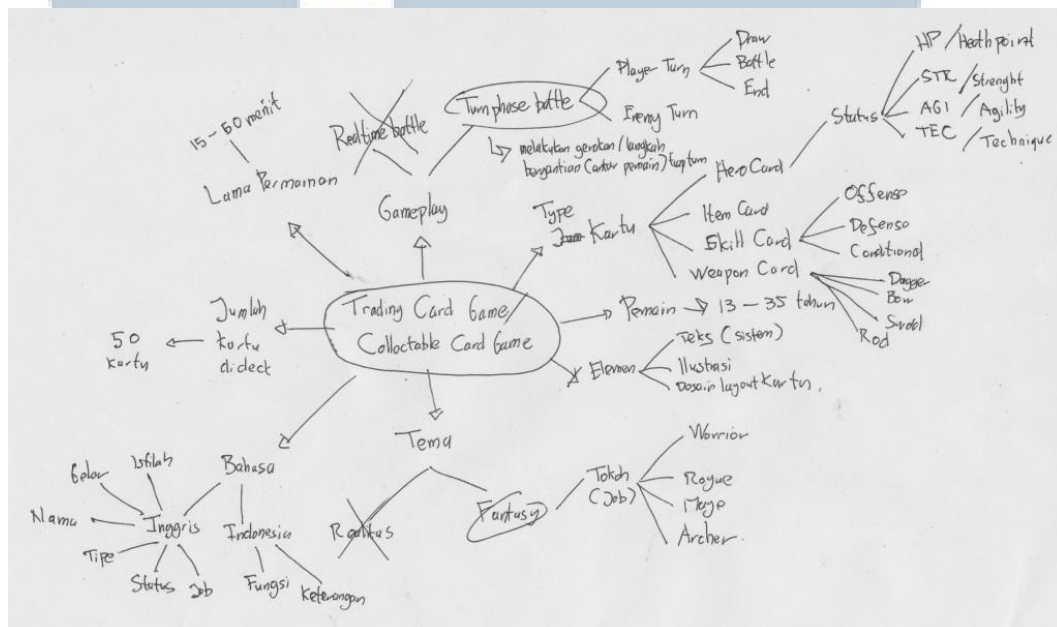 15-50 menit
Lama Permainan
Realtime battle
Gameplay
Turn phase battle
Player Turn
Draw
Battle
End
Enemy Turn
melakukan gerakan / langkah
bergantian (antar pemain)
Type
Kartu
Hero Card
Status
HP / Heath point
STR / Strenght
AGI / Agility
TEC / Technique
Item Card
Skill Card
Offense
Defense
Conditional
Weapon Card
Dagger
Bow
Sword
Rod
Trading Card Game /
Collectable Card Game
Jumlah
kartu
di deck
50
kartu
Pemain
13 - 35 tahun
Elemen
Teks (sistem)
Ilustrasi
Desain layout kartu.
Tema
Realitas
Fantasy
Tokoh
(Job)
Warrior
Rogue
Mage
Archer.
Bahasa
Inggris
Gelar
Istilah
Nama
Tipe
Status
Job
Indonesia
Fungsi
Keterangan